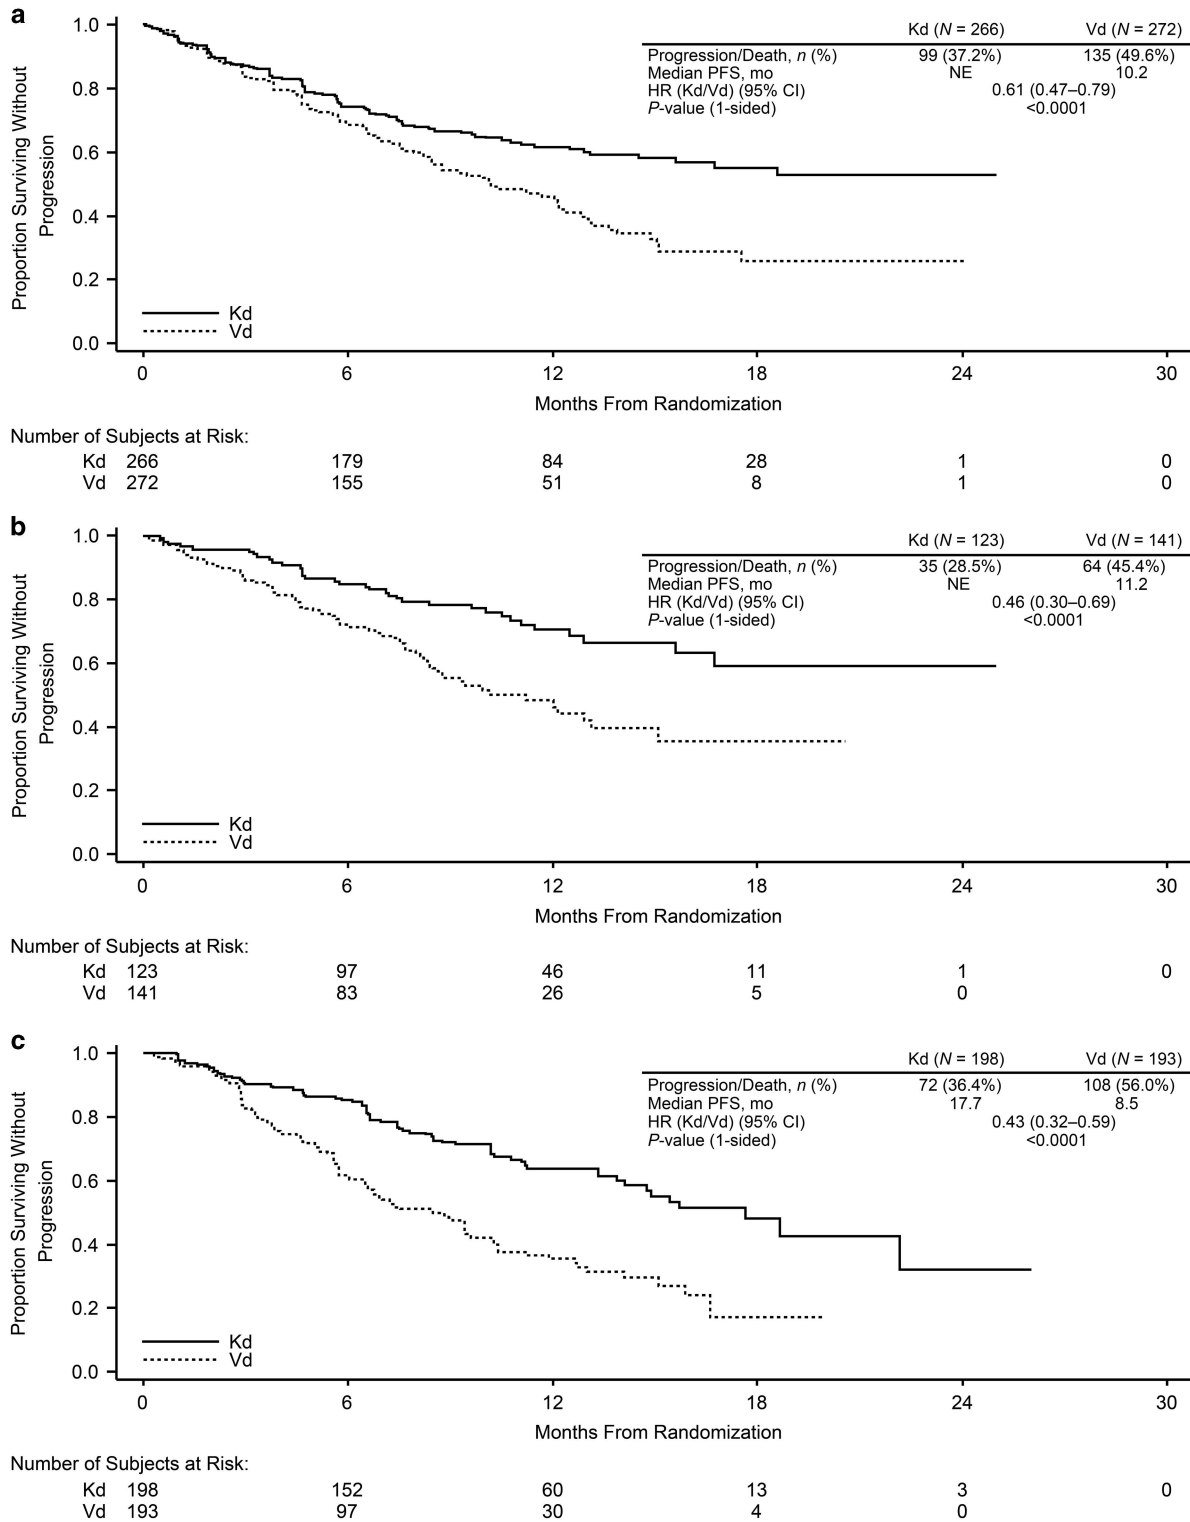 a
Kd (N = 266) Vd (N = 272)
Progression/Death, n (%) 99 (37.2%) 135 (49.6%)
Median PFS, mo NE 10.2
HR (Kd/Vd) (95% CI) 0.61 (0.47–0.79)
P-value (1-sided) <0.0001
Proportion Surviving Without
Progression
1.0
0.8
0.6
0.4
0.2
0.0
Kd
Vd
0 6 12 18 24 30
Months From Randomization
Number of Subjects at Risk:
Kd 266 179 84 28 1 0
Vd 272 155 51 8 1 0
b
Kd (N = 123) Vd (N = 141)
Progression/Death, n (%) 35 (28.5%) 64 (45.4%)
Median PFS, mo NE 11.2
HR (Kd/Vd) (95% CI) 0.46 (0.30–0.69)
P-value (1-sided) <0.0001
Proportion Surviving Without
Progression
1.0
0.8
0.6
0.4
0.2
0.0
Kd
Vd
0 6 12 18 24 30
Months From Randomization
Number of Subjects at Risk:
Kd 123 97 46 11 1 0
Vd 141 83 26 5 0
c
Kd (N = 198) Vd (N = 193)
Progression/Death, n (%) 72 (36.4%) 108 (56.0%)
Median PFS, mo 17.7 8.5
HR (Kd/Vd) (95% CI) 0.43 (0.32–0.59)
P-value (1-sided) <0.0001
Proportion Surviving Without
Progression
1.0
0.8
0.6
0.4
0.2
0.0
Kd
Vd
0 6 12 18 24 30
Months From Randomization
Number of Subjects at Risk:
Kd 198 152 60 13 3 0
Vd 193 97 30 4 0